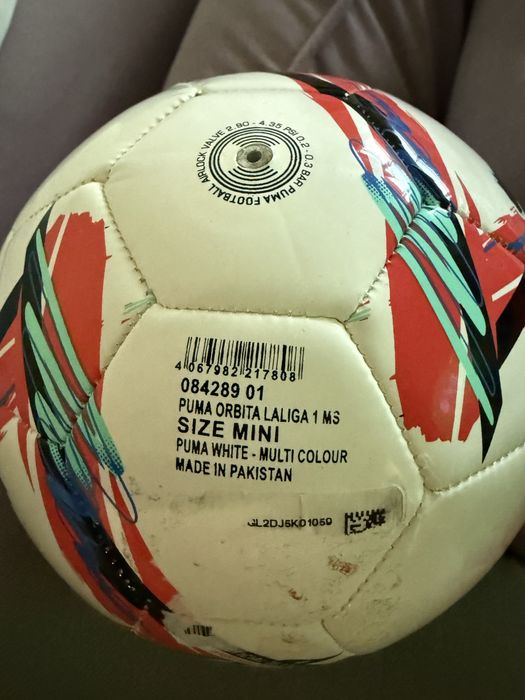 AIRLOCK VALVE 2.90 - 4.35 PSI 0.2 - 0.3 BAR PUMA FOOTBALL
4 067982 217808
084289 01
PUMA ORBITA LALIGA 1 MS
SIZE MINI
PUMA WHITE - MULTI COLOUR
MADE IN PAKISTAN
GL2DJ5K01059